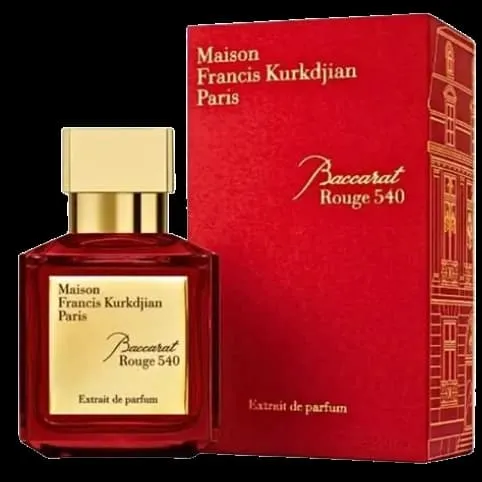 Maison
Francis Kurkdjian
Paris
Baccarat
Rouge 540
Extrait de parfum
Maison
Francis Kurkdjian
Paris
Baccarat
Rouge 540
Extrait de parfum